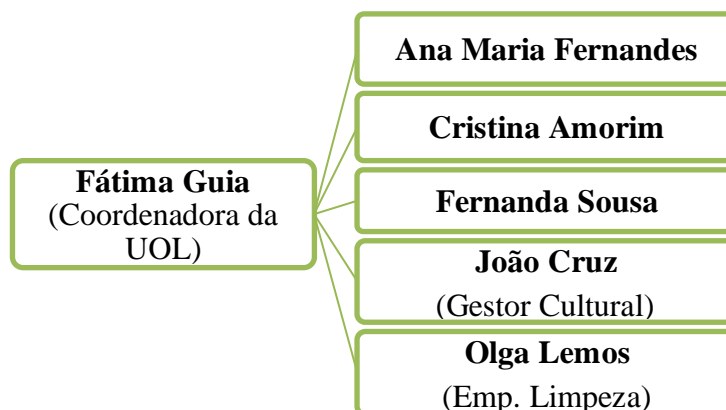 Ana Maria Fernandes
Cristina Amorim
Fátima Guia
(Coordenadora da
UOL)
Fernanda Sousa
João Cruz
(Gestor Cultural)
Olga Lemos
(Emp. Limpeza)